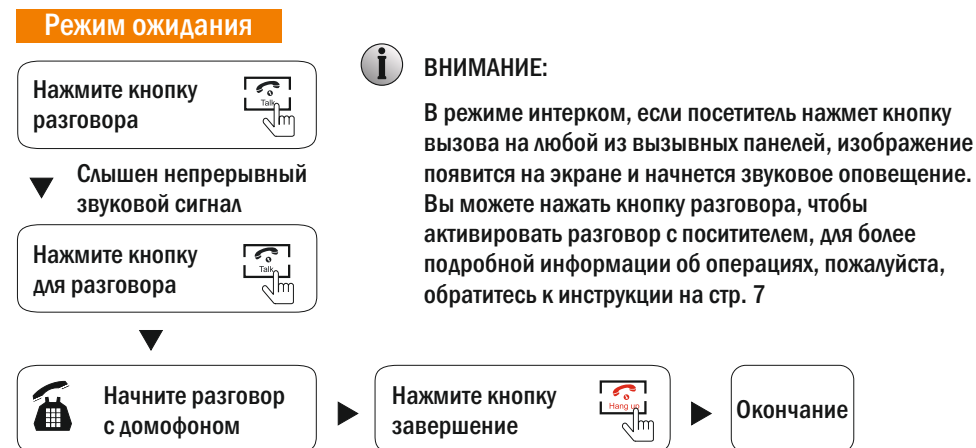 Режим ожидания
Нажмите кнопку
разговора
Talk
Слышен непрерывный
звуковой сигнал
Нажмите кнопку
для разговора
Talk
ВНИМАНИЕ:
В режиме интерком, если посетитель нажмет кнопку
вызова на любой из вызывных панелей, изображение
появится на экране и начнется звуковое оповещение.
Вы можете нажать кнопку разговора, чтобы
активировать разговор с поситителем, для более
подробной информации об операциях, пожалуйста,
обратитесь к инструкции на стр. 7
Начните разговор
с домофоном
Нажмите кнопку
завершение
Hang up
Окончание